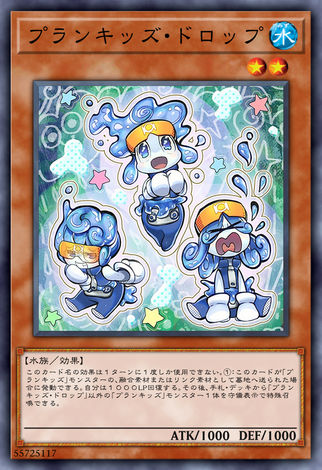 プランキッズ・ドロップ
水
【水族/効果】
このカード名の効果は1ターンに1度しか使用できない。①:このカードが「プ
ランキッズ」モンスターの、融合素材またはリンク素材として墓地へ送られた場
合に発動できる。自分は1000LP回復する。その後、手札・デッキから「プラン
キッズ・ドロップ」以外の「プランキッズ」モンスター1体を守備表示で特殊召
喚できる。
ATK/1000 DEF/1000
55725117